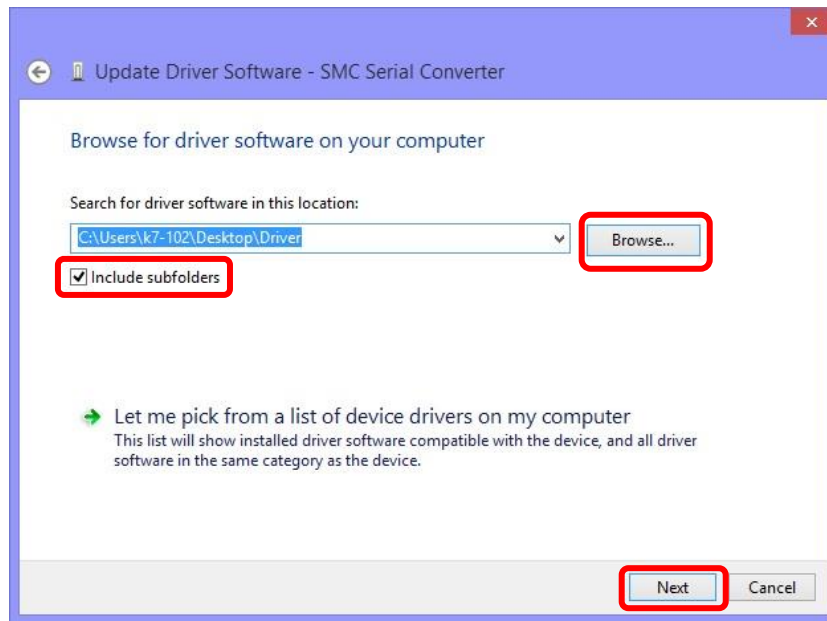 Update Driver Software - SMC Serial Converter
Browse for driver software on your computer
Search for driver software in this location:
C:\Users\k7-102\Desktop\Driver
Browse...
Include subfolders
Let me pick from a list of device drivers on my computer
This list will show installed driver software compatible with the device, and all driver
software in the same category as the device.
Next
Cancel